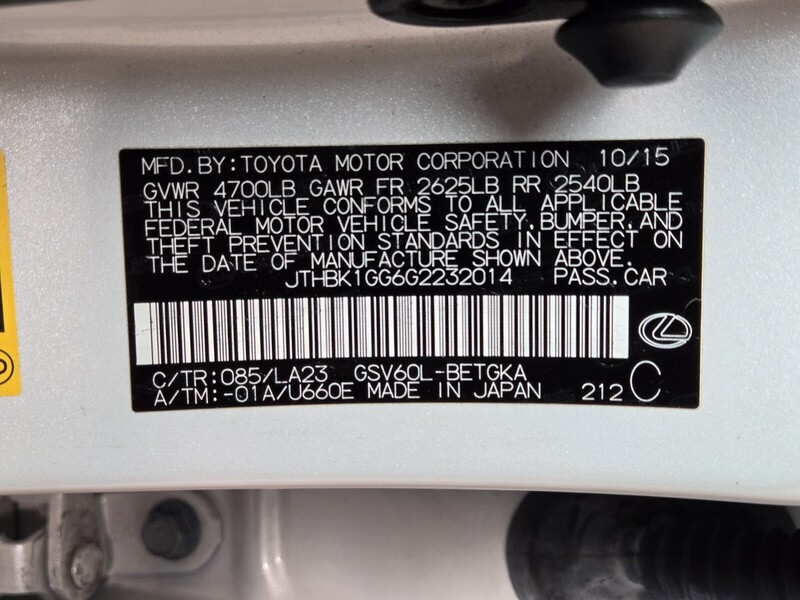 MFD.BY:TOYOTA MOTOR CORPORATION 10/15
GVWR 4700LB GAWR FR 2625LB RR 2540LB
THIS VEHICLE CONFORMS TO ALL APPLICABLE
FEDERAL MOTOR VEHICLE SAFETY.BUMPER.AND
THEFT PREVENTION STANDARDS IN EFFECT ON
THE DATE OF MANUFACTURE SHOWN ABOVE.
JTHBK1GG6G2232014 PASS.CAR
C/TR:085/LA23 GSV60L-BETGKA
A/TM:-01A/U660E MADE IN JAPAN 212 C